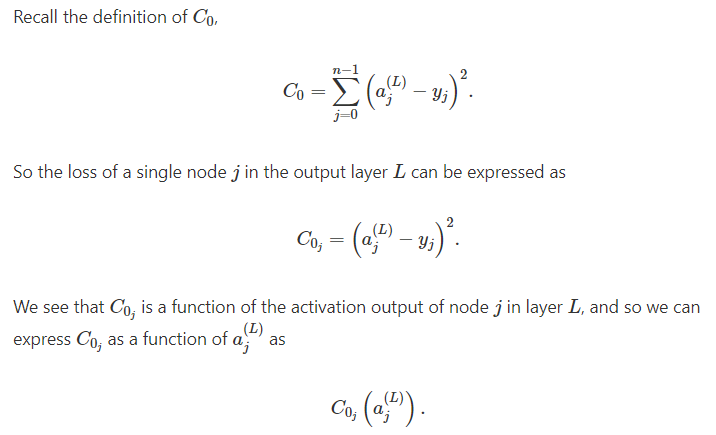 Recall the definition of $C_0$,
$$C_0 = \sum_{j=0}^{n-1} \left( a_j^{(L)} - y_j \right)^2.$$
So the loss of a single node $j$ in the output layer $L$ can be expressed as
$$C_{0_j} = \left( a_j^{(L)} - y_j \right)^2.$$
We see that $C_{0_j}$ is a function of the activation output of node $j$ in layer $L$, and so we can
express $C_{0_j}$ as a function of $a_j^{(L)}$ as
$$C_{0_j} \left( a_j^{(L)} \right).$$